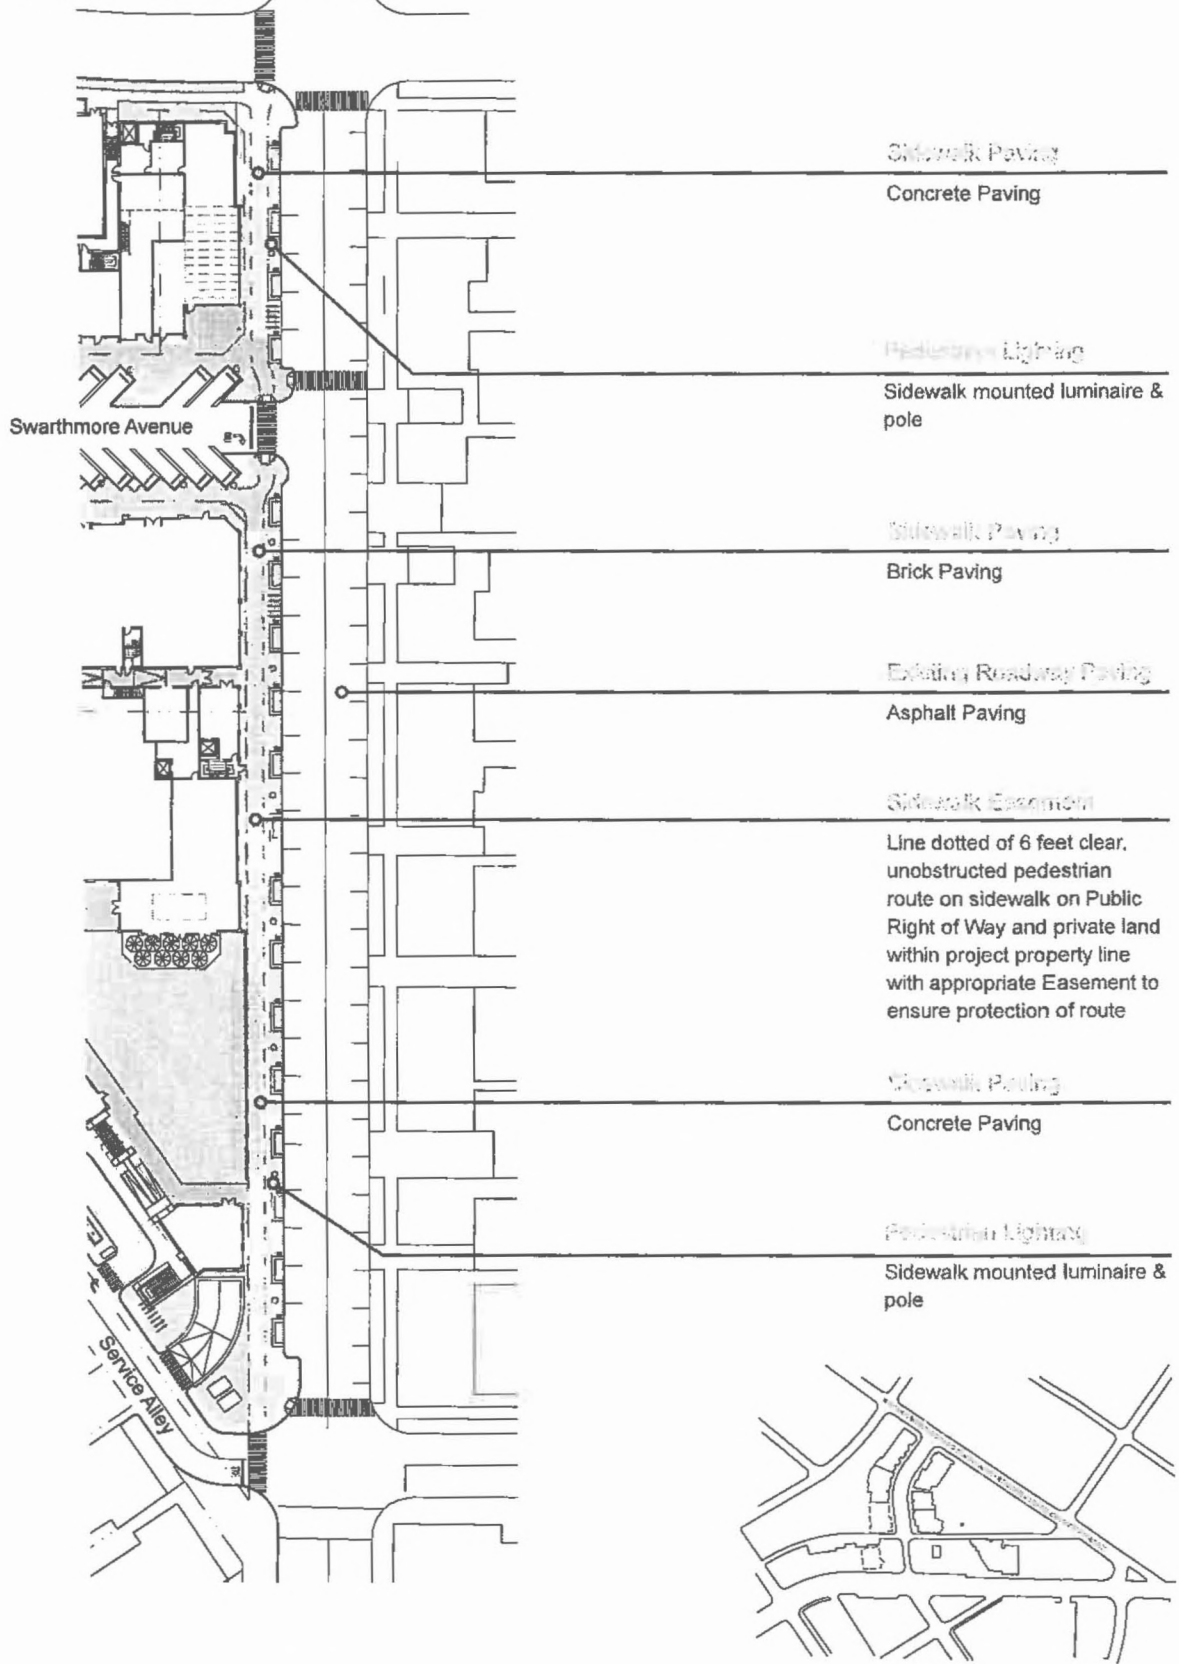 Sidewalk Paving
Concrete Paving
Pedestrian Lighting
Sidewalk mounted luminaire &
pole
Swarthmore Avenue
Sidewalk Paving
Brick Paving
Existing Roadway Paving
Asphalt Paving
Sidewalk Easement
Line dotted of 6 feet clear,
unobstructed pedestrian
route on sidewalk on Public
Right of Way and private land
within project property line
with appropriate Easement to
ensure protection of route
Sidewalk Paving
Concrete Paving
Pedestrian Lighting
Sidewalk mounted luminaire &
pole
Service Alley